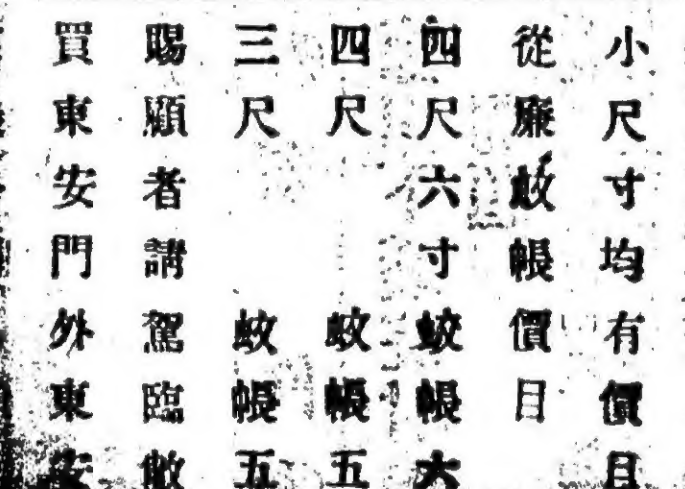 小尺寸均有價目
從廉蚊帳價目
四尺六寸蚊帳六
四尺 蚊帳五
三尺 蚊帳五
賜顧者請駕臨敝
買東安門外東安